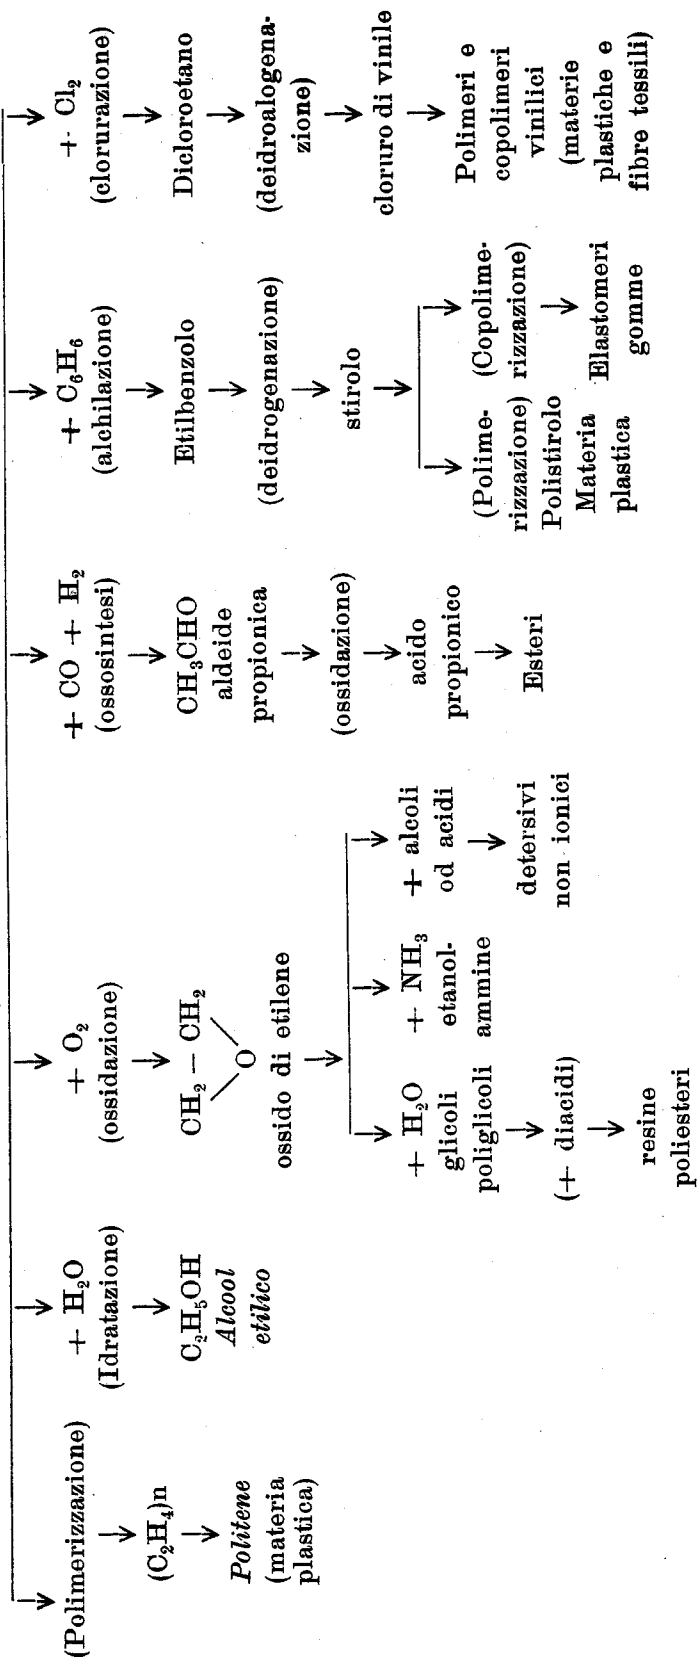 (Polimerizzazione)
(C₂H₄)n
Politene
(materia
plastica)
+ H₂O
(Idratazione)
C₂H₅OH
Alcool
etilico
+ O₂
(ossidazione)
CH₂ — CH₂
O
ossido di etilene
+ H₂O
glicoli
poliglicoli
(+ diacidi)
resine
poliesteri
+ NH₃
etanol-
ammine
+ alcoli
od acidi
detersivi
non ionici
+ CO + H₂
(ossosintesi)
CH₃CHO
aldeide
propionica
(ossidazione)
acido
propionico
Esteri
+ C₆H₆
(alchilazione)
Etilbenzolo
(deidrogenazione)
stirolo
(Polime-
rizzazione)
Polistirolo
Materia
plastica
(Copolime-
rizzazione)
Elastomeri
gomme
+ Cl₂
(clorurazione)
Dicloroetano
(deidroalogena-
zione)
cloruro di vinile
Polimeri e
copolimeri
vinilici
(materie
plastiche e
fibre tessili)